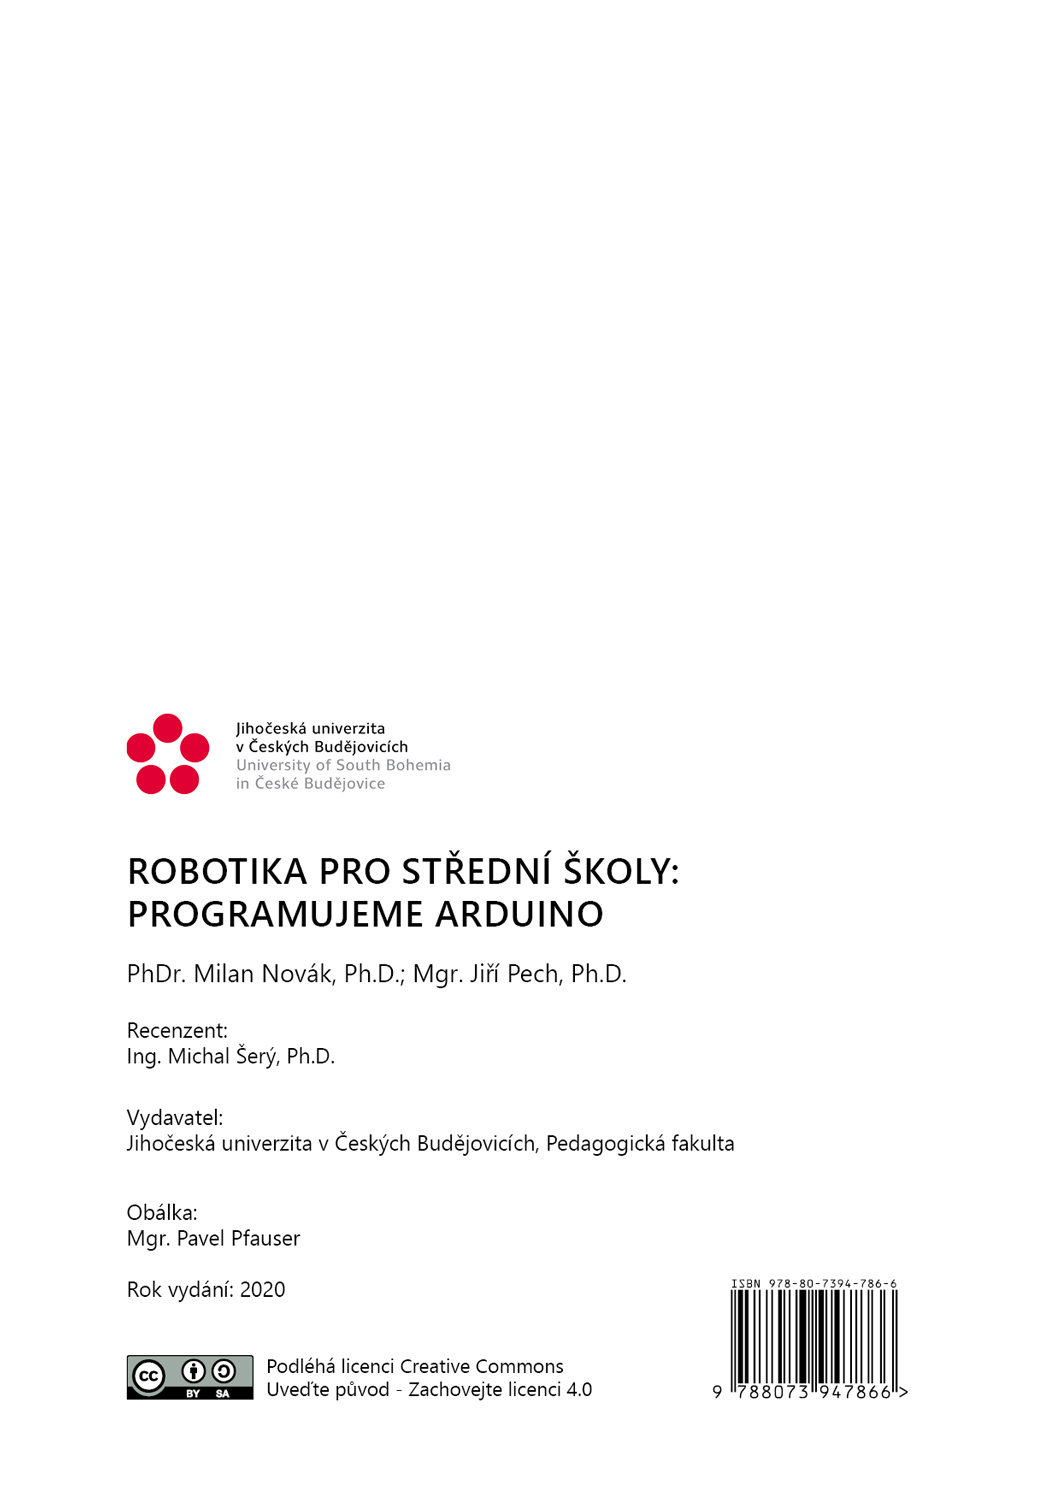 Jihočeská univerzita
v Českých Budějovicích
University of South Bohemia
in České Budějovice
ROBOTIKA PRO STŘEDNÍ ŠKOLY:
PROGRAMUJEME ARDUINO
PhDr. Milan Novák, Ph.D.; Mgr. Jiří Pech, Ph.D.
Recenzent:
Ing. Michal Šerý, Ph.D.
Vydavatel:
Jihočeská univerzita v Českých Budějovicích, Pedagogická fakulta
Obálka:
Mgr. Pavel Pfauser
Rok vydání: 2020
ISBN 978-80-7394-786-6
9 788073 947866 >
cc BY SA
Podléhá licenci Creative Commons
Uveďte původ - Zachovejte licenci 4.0